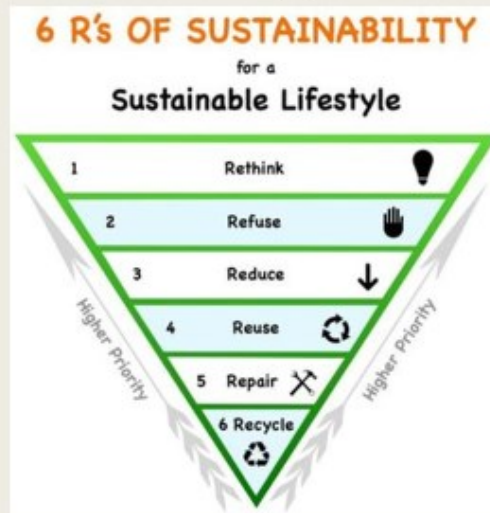 6 R's OF SUSTAINABILITY
for a
Sustainable Lifestyle
1 Rethink
2 Refuse
3 Reduce
4 Reuse
5 Repair
6 Recycle
Higher Priority
Higher Priority